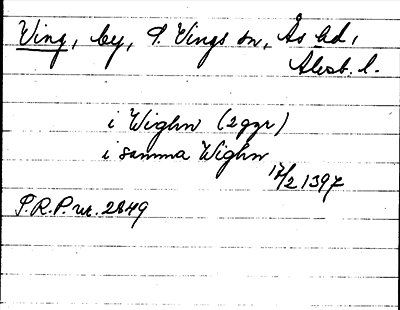 Ving, by, S. Vings sn, Ås hd,
Älvsb. l.
i Wighn (2 ggr)
i samma Wighn
17/2 1397
S.R.P. nr. 2849